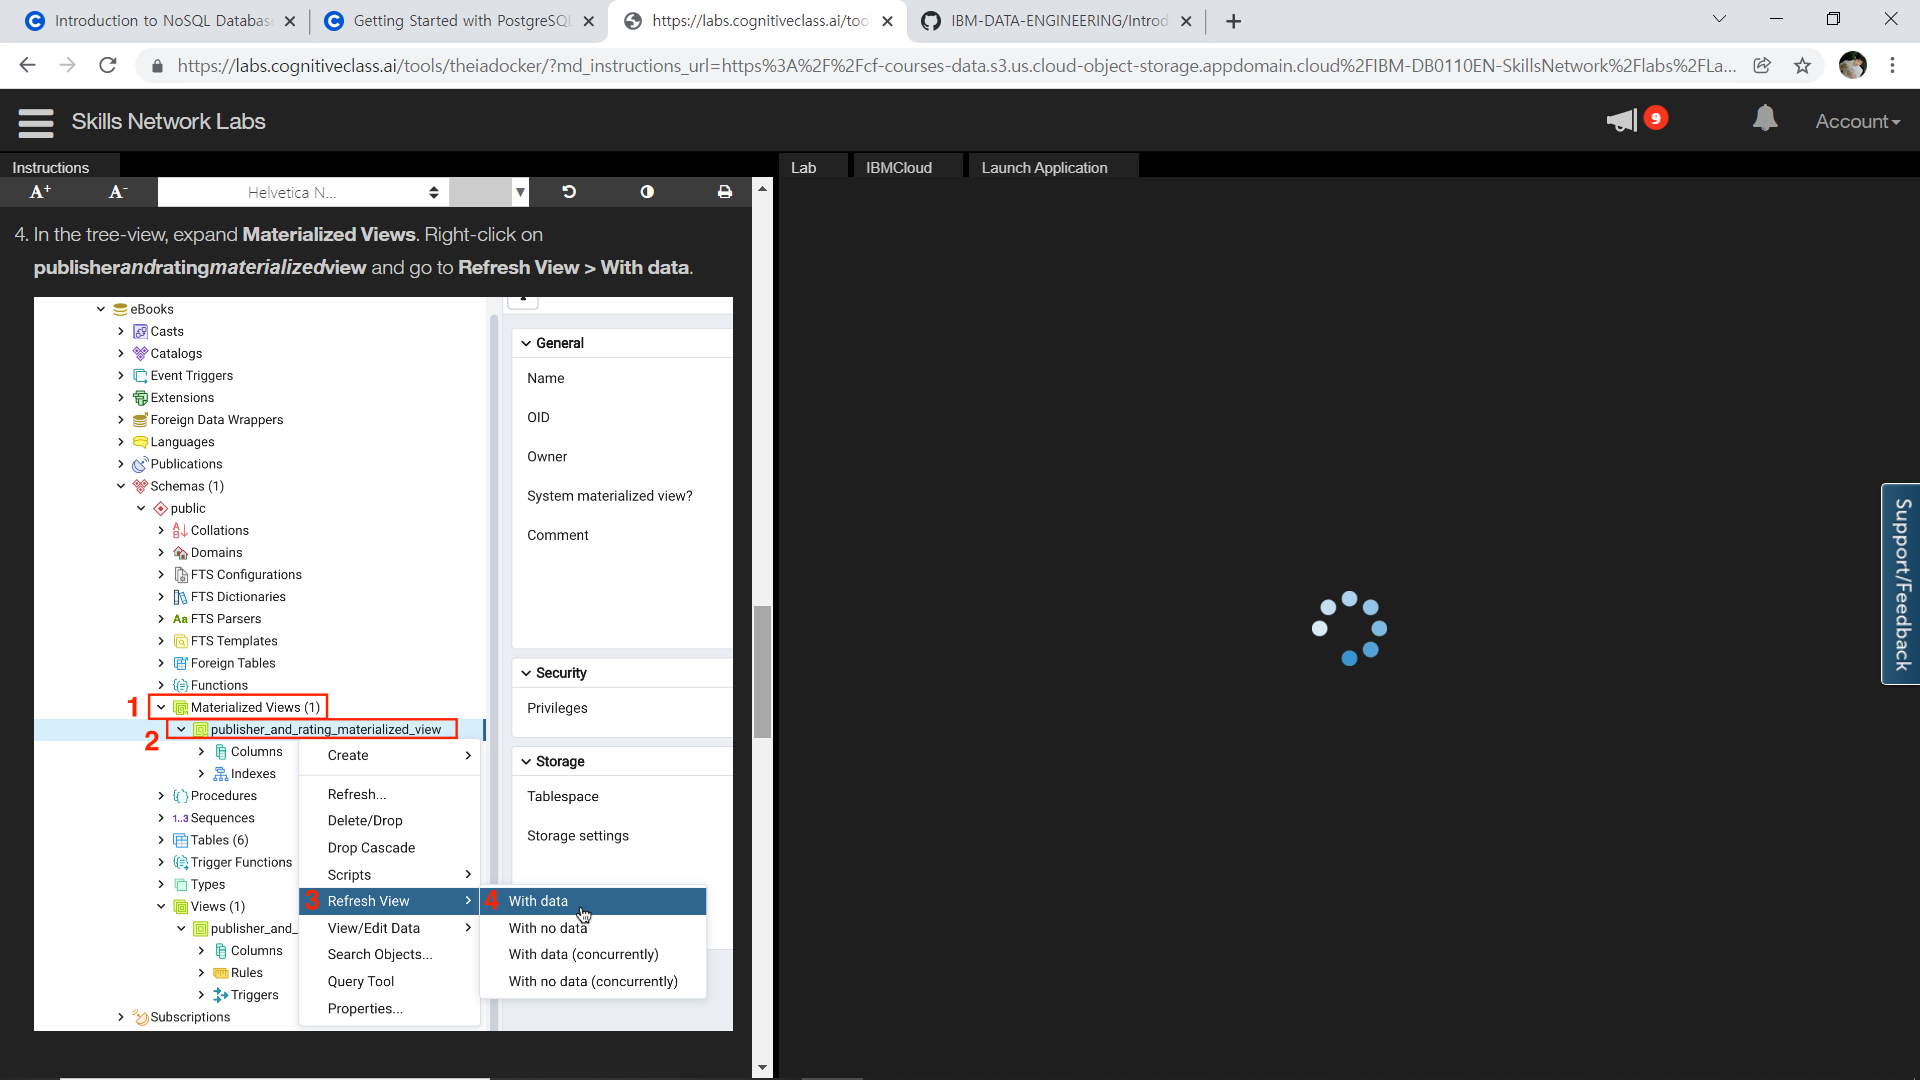 Introduction to NoSQL Databas
Getting Started with PostgreSQL
https://labs.cognitiveclass.ai/too
IBM-DATA-ENGINEERING/Introd
https://labs.cognitiveclass.ai/tools/theiadocker/?md_instructions_url=https%3A%2F%2Fcf-courses-data.s3.us.cloud-object-storage.appdomain.cloud%2FIBM-DB0110EN-SkillsNetwork%2Flabs%2FLa...
Skills Network Labs
9
Account
Instructions
Lab
IBMCloud
Launch Application
A+
A-
Helvetica N...
4. In the tree-view, expand Materialized Views. Right-click on
publisherandratingmaterializedview and go to Refresh View > With data.
eBooks
Casts
Catalogs
Event Triggers
Extensions
Foreign Data Wrappers
Languages
Publications
Schemas (1)
public
Collations
Domains
FTS Configurations
FTS Dictionaries
Aa FTS Parsers
FTS Templates
Foreign Tables
Functions
1 Materialized Views (1)
2 publisher_and_rating_materialized_view
Columns
Indexes
Procedures
1..3 Sequences
Tables (6)
Trigger Functions
Types
Views (1)
publisher_and_
Columns
Rules
Triggers
Subscriptions
Create
Refresh...
Delete/Drop
Drop Cascade
Scripts
3 Refresh View
View/Edit Data
Search Objects...
Query Tool
Properties...
4 With data
With no data
With data (concurrently)
With no data (concurrently)
General
Name
OID
Owner
System materialized view?
Comment
Security
Privileges
Storage
Tablespace
Storage settings
Support/Feedback